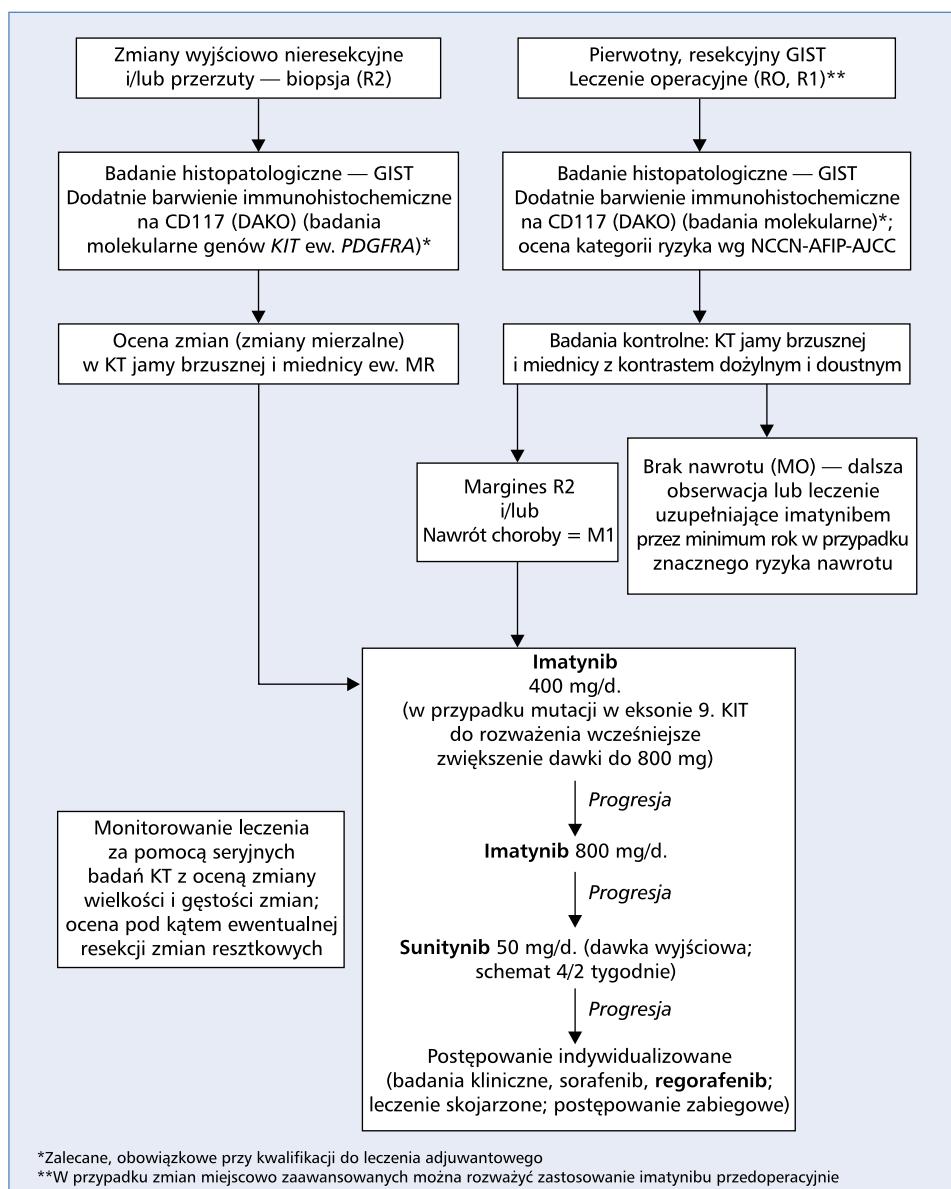 Zmiany wyjściowo nieresekcyjne
i/lub przerzuty — biopsja (R2)
Pierwotny, resekcyjny GIST
Leczenie operacyjne (RO, R1)**
Badanie histopatologiczne — GIST
Dodatnie barwienie immunohistochemiczne
na CD117 (DAKO) (badania
molekularne genów KIT ew. PDGFRA)*
Badanie histopatologiczne — GIST
Dodatnie barwienie immunohistochemiczne
na CD117 (DAKO) (badania molekularne)*;
ocena kategorii ryzyka wg NCCN-AFIP-AJCC
Ocena zmian (zmiany mierzalne)
w KT jamy brzusznej i miednicy ew. MR
Badania kontrolne: KT jamy brzusznej
i miednicy z kontrastem dożylnym i doustnym
Margines R2
i/lub
Nawrót choroby = M1
Brak nawrotu (MO) — dalsza
obserwacja lub leczenie
uzupełniające imatynibem
przez minimum rok w przypadku
znacznego ryzyka nawrotu
Imatynib
400 mg/d.
(w przypadku mutacji w eksonie 9. KIT
do rozważenia wcześniejsze
zwiększenie dawki do 800 mg)
Progresja
Imatynib 800 mg/d.
Progresja
Sunitynib 50 mg/d. (dawka wyjściowa;
schemat 4/2 tygodnie)
Progresja
Postępowanie indywidualizowane
(badania kliniczne, sorafenib, regorafenib;
leczenie skojarzone; postępowanie zabiegowe)
Monitorowanie leczenia
za pomocą seryjnych
badań KT z oceną zmiany
wielkości i gęstości zmian;
ocena pod kątem ewentualnej
resekcji zmian resztkowych
*Zalecane, obowiązkowe przy kwalifikacji do leczenia adjuwantowego
**W przypadku zmian miejscowo zaawansowanych można rozważyć zastosowanie imatynibu przedoperacyjnie